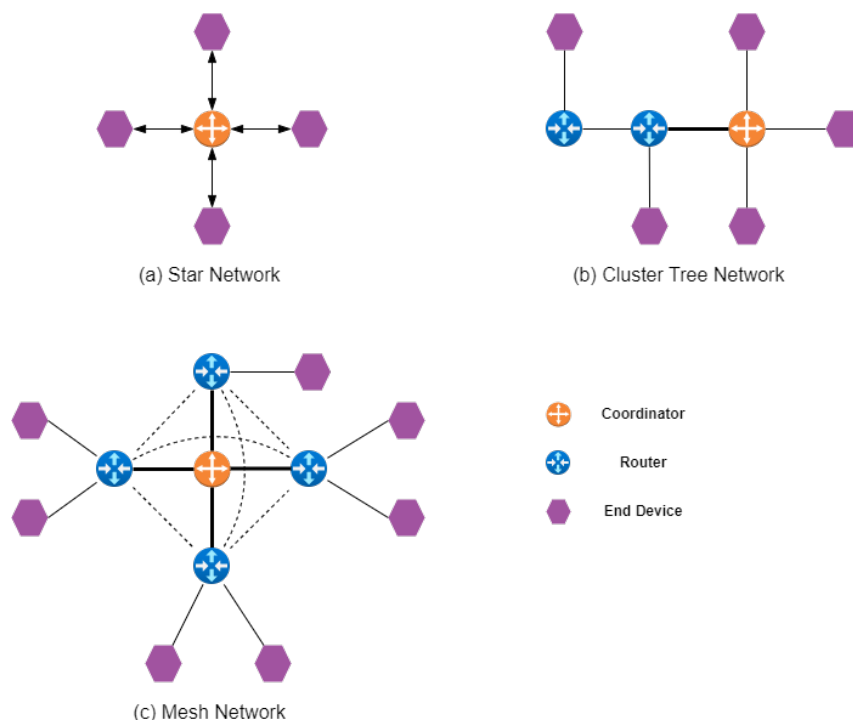 (a) Star Network
(b) Cluster Tree Network
Coordinator
Router
End Device
(c) Mesh Network